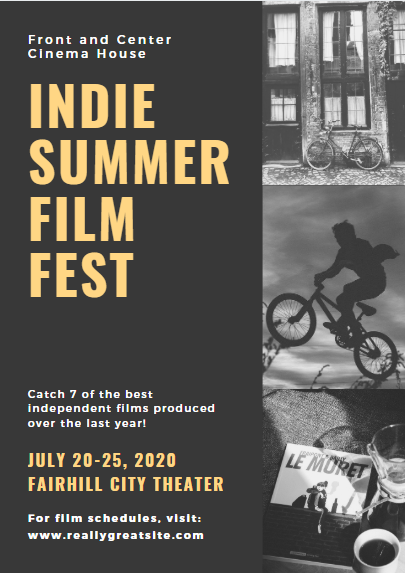 Front and Center
Cinema House
INDIE
SUMMER
FILM
FEST
Catch 7 of the best
independent films produced
over the last year!
JULY 20-25, 2020
FAIRHILL CITY THEATER
For film schedules, visit:
www.reallygreatsite.com
LE MORET